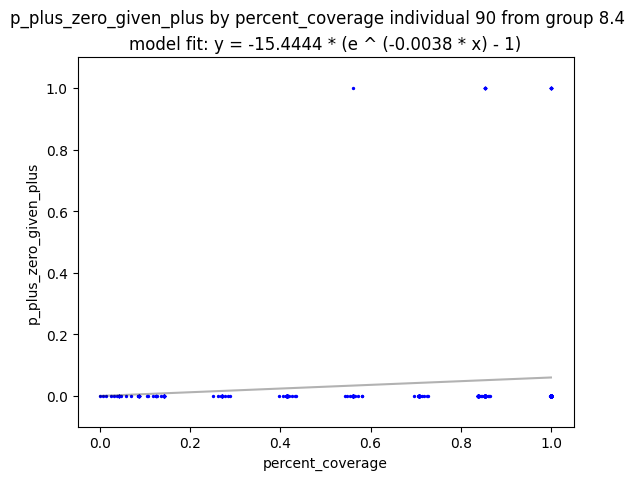 p_plus_zero_given_plus by percent_coverage individual 90 from group 8.4
model fit: y = -15.4444 * (e ^ (-0.0038 * x) - 1)
1.0
0.8
0.6
0.4
0.2
0.0
p_plus_zero_given_plus
0.0 0.2 0.4 0.6 0.8 1.0
percent_coverage